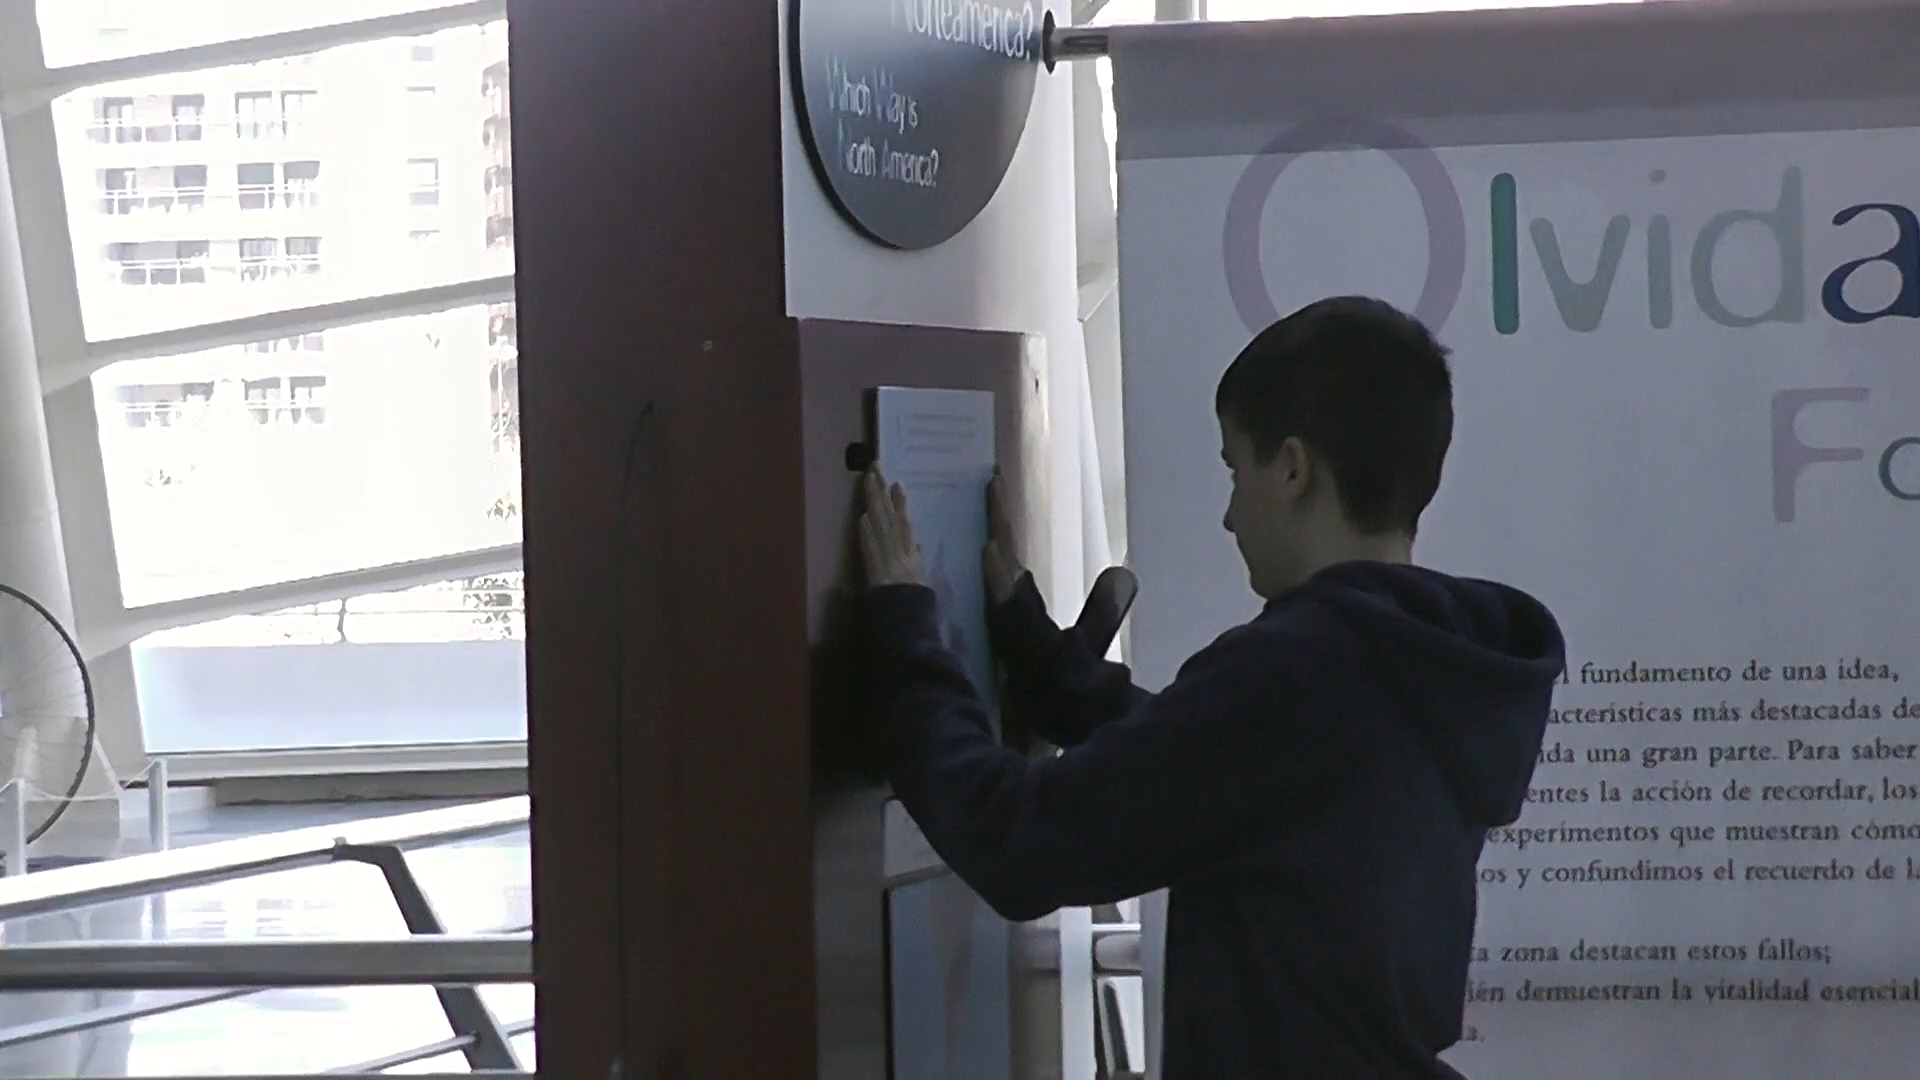 Norteamérica?
Which Way is
North America?
Olvida
Fo
fundamento de una idea,
acterísticas más destacadas de
ida una gran parte. Para saber
entes la acción de recordar, los
experimentos que muestran cómo
os y confundimos el recuerdo de la
a zona destacan estos fallos;
ién demuestran la vitalidad esencial
a.